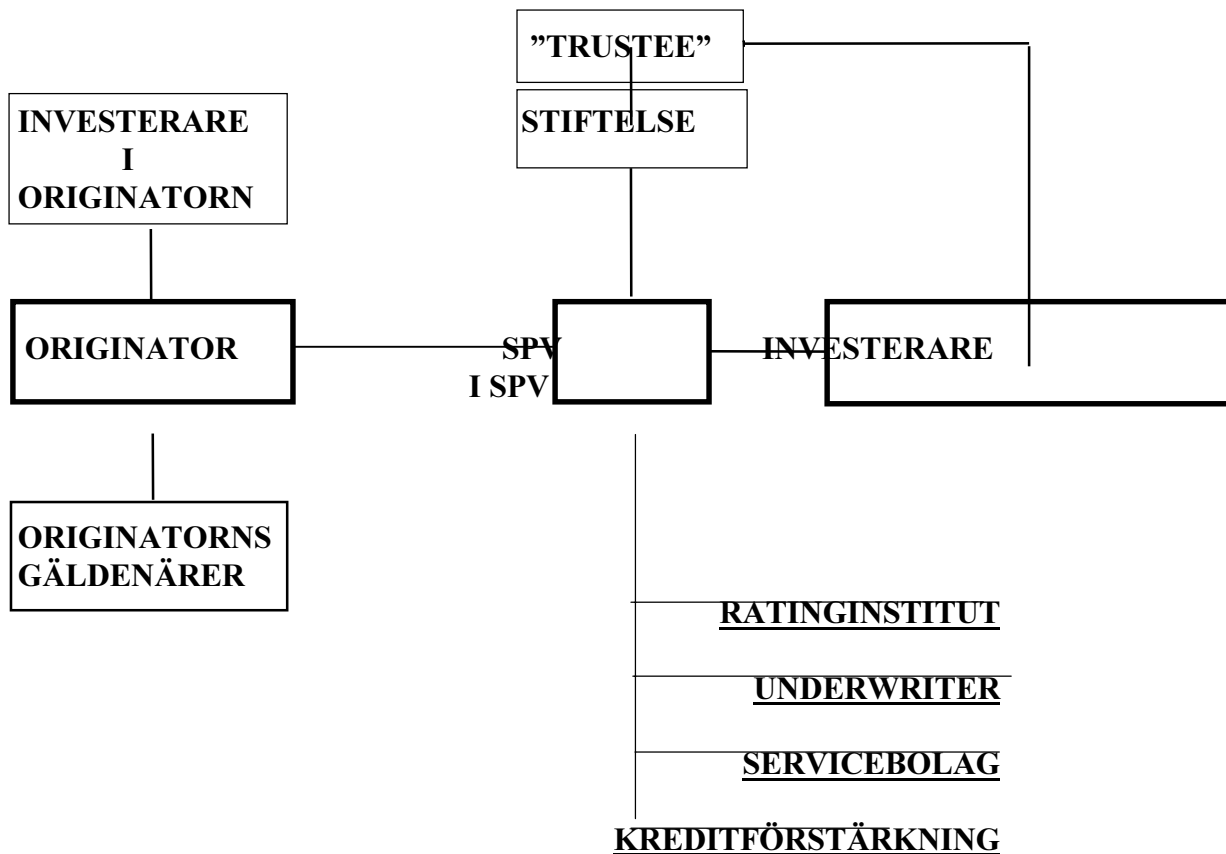 ”TRUSTEE”
INVESTERARE
I
ORIGINATORN
STIFTELSE
ORIGINATOR
SPV
INVESTERARE
I SPV
ORIGINATORNS
GÄLDENÄRER
RATINGINSTITUT
UNDERWRITER
SERVICEBOLAG
KREDITFÖRSTÄRKNING